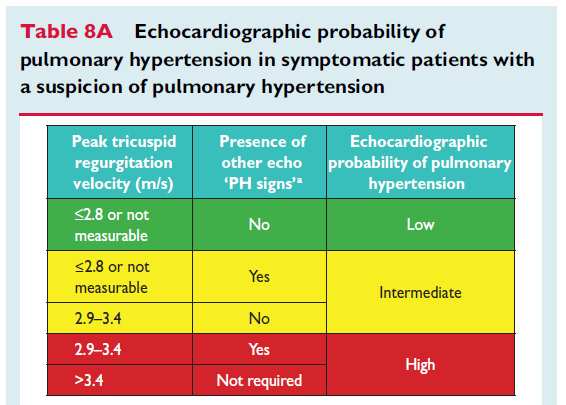 Table 8A Echocardiographic probability of
pulmonary hypertension in symptomatic patients with
a suspicion of pulmonary hypertension
Peak tricuspid
regurgitation
velocity (m/s)
Presence of
other echo
‘PH signs’ᵃ
Echocardiographic
probability of pulmonary
hypertension
≤2.8 or not
measurable
No
Low
≤2.8 or not
measurable
Yes
Intermediate
2.9–3.4
No
2.9–3.4
Yes
High
>3.4
Not required